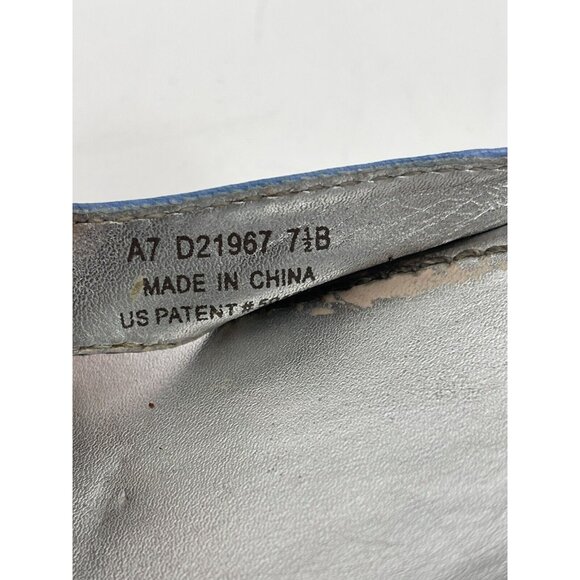 A7 D21967 7½B
MADE IN CHINA
US PATENT #